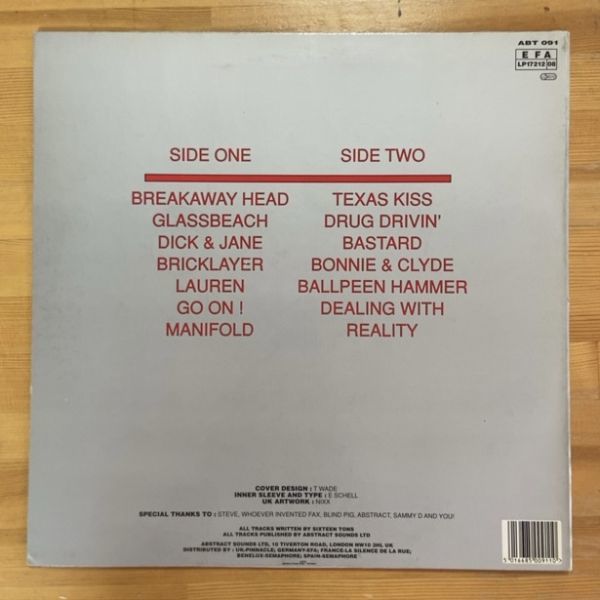 ABT 091
E F A
LP17212 08
SIDE ONE
BREAKAWAY HEAD
GLASSBEACH
DICK & JANE
BRICKLAYER
LAUREN
GO ON !
MANIFOLD
SIDE TWO
TEXAS KISS
DRUG DRIVIN'
BASTARD
BONNIE & CLYDE
BALLPEEN HAMMER
DEALING WITH
REALITY
COVER DESIGN : T WADE
INNER SLEEVE AND TYPE : E SCHELL
UK ARTWORK : NIXX
SPECIAL THANKS TO : STEVE, WHOEVER INVENTED FAX, BLIND PIG, ABSTRACT, SAMMY D AND YOU!
ALL TRACKS WRITTEN BY SIXTEEN TONS
ALL TRACKS PUBLISHED BY ABSTRACT SOUNDS LTD
ABSTRACT SOUNDS LTD, 10 TIVERTON ROAD, LONDON NW10 3HL UK
DISTRIBUTED BY : UK-PINNACLE; GERMANY-EFA; FRANCE-LA SILENCE DE LA RUE;
BENELUX-SEMAPHORE; SPAIN-SEMAPHORE
5 016685 009110